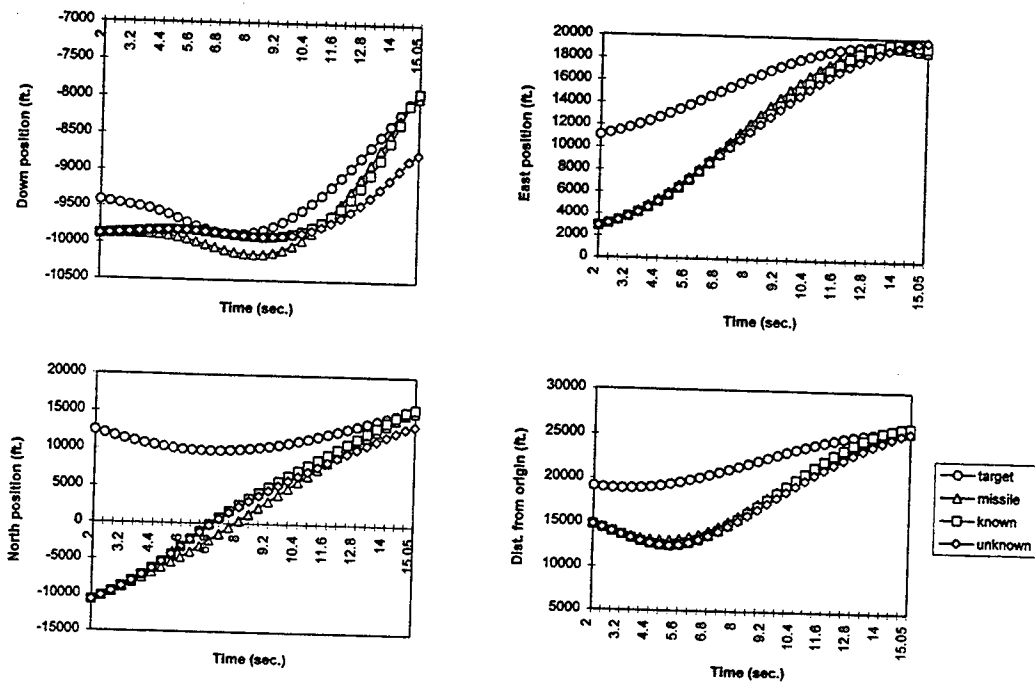 -7000
-7500
-8000
-8500
-9000
-9500
-10000
-10500
Down position (ft.)
2 3.2 4.4 5.6 6.8 8 9.2 10.4 11.6 12.8 14 15.05
Time (sec.)
20000
18000
16000
14000
12000
10000
8000
6000
4000
2000
0
East position (ft.)
2 3.2 4.4 5.6 6.8 8 9.2 10.4 11.6 12.8 14 15.05
Time (sec.)
20000
15000
10000
5000
0
-5000
-10000
-15000
North position (ft.)
2 3.2 4.4 8 9.2 10.4 11.6 12.8 14 15.05
Time (sec.)
30000
25000
20000
15000
10000
5000
Dist. from origin (ft.)
2 3.2 4.4 5.6 6.8 8 9.2 10.4 11.6 12.8 14 15.05
Time (sec.)
target
missile
known
unknown